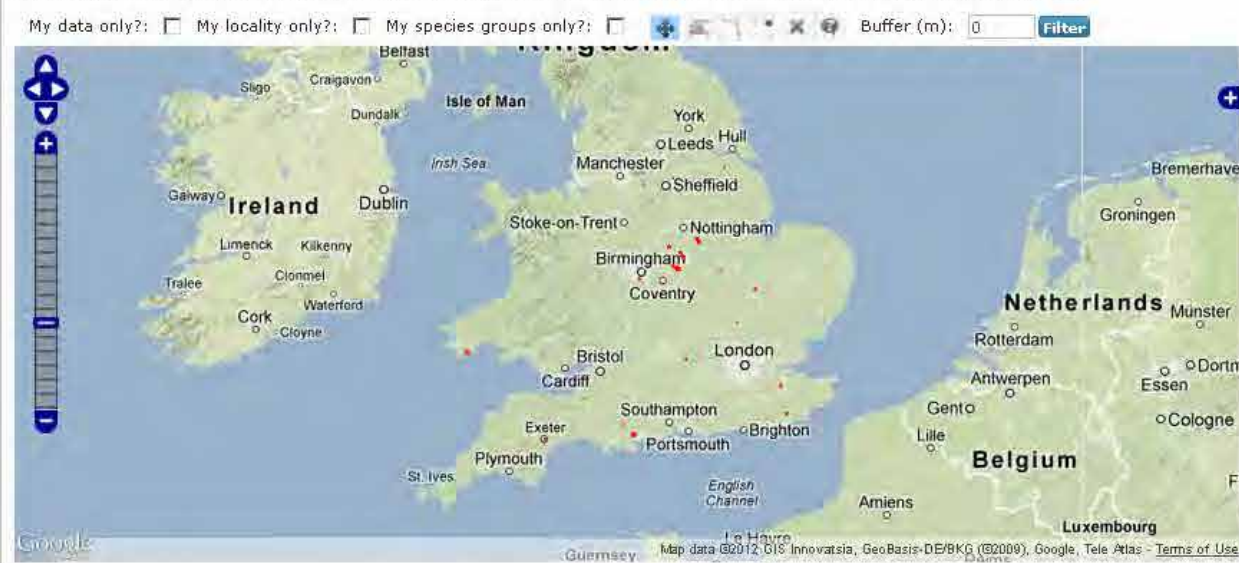 My data only?: My locality only?: My species groups only?: Buffer (m): 0 Filter
Kingdom
Belfast
Sligo
Craigavon
Isle of Man
Dundalk
York
Leeds
Hull
Irish Sea
Manchester
Bremerhave
Sheffield
Galway
Ireland
Dublin
Groningen
Stoke-on-Trent
Nottingham
Limerick
Kilkenny
Birmingham
Clonmel
Tralee
Coventry
Waterford
Netherlands
Munster
Cork
Cloyne
Rotterdam
Bristol
London
Dortm
Cardiff
Antwerpen
Essen
Southampton
Gent
Cologne
Exeter
Brighton
Portsmouth
Lille
Plymouth
Belgium
St. Ives
English
Channel
F
Amiens
Luxembourg
Le Havre
Google
Guernsey
Map data ©2012 GIS Innovatsia, GeoBasis-DE/BKG (©2009), Google, Tele Atlas - Terms of Use